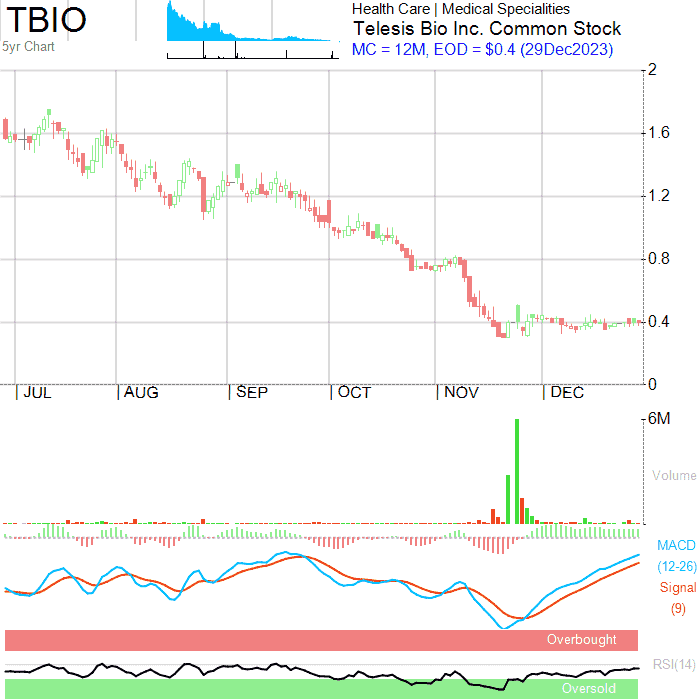 TBIO
5yr Chart
Health Care | Medical Specialities
Telesis Bio Inc. Common Stock
MC = 12M, EOD = $0.4 (29Dec2023)
2
1.6
1.2
0.8
0.4
0
| JUL | AUG | SEP | OCT | NOV | DEC
6M
Volume
MACD
(12-26)
Signal
(9)
Overbought
RSI(14)
Oversold